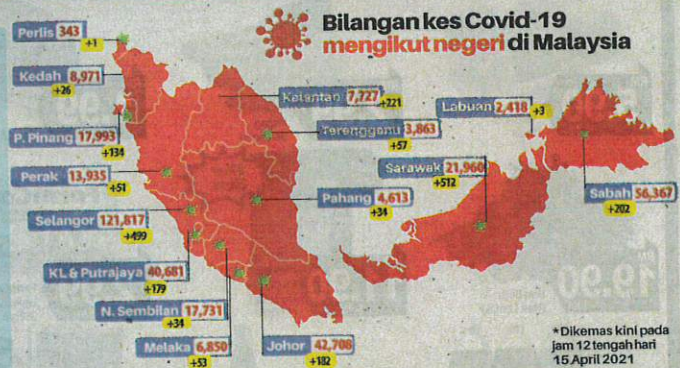 Bilangan kes Covid-19
mengikut negeri di Malaysia
Perlis 343
+1
Kedah 8,971
+26
P. Pinang 17,993
+134
Perak 13,935
+51
Selangor 121,817
+499
KL & Putrajaya 40,681
+179
N. Sembilan 17,731
+34
Melaka 6,850
+53
Johor 42,708
+182
Kelantan 7,727
+221
Terengganu 3,863
+57
Pahang 4,613
+34
Labuan 2,418
+3
Sarawak 21,960
+512
Sabah 56,367
+202
*Dikemas kini pada
jam 12 tengah hari
15 April 2021